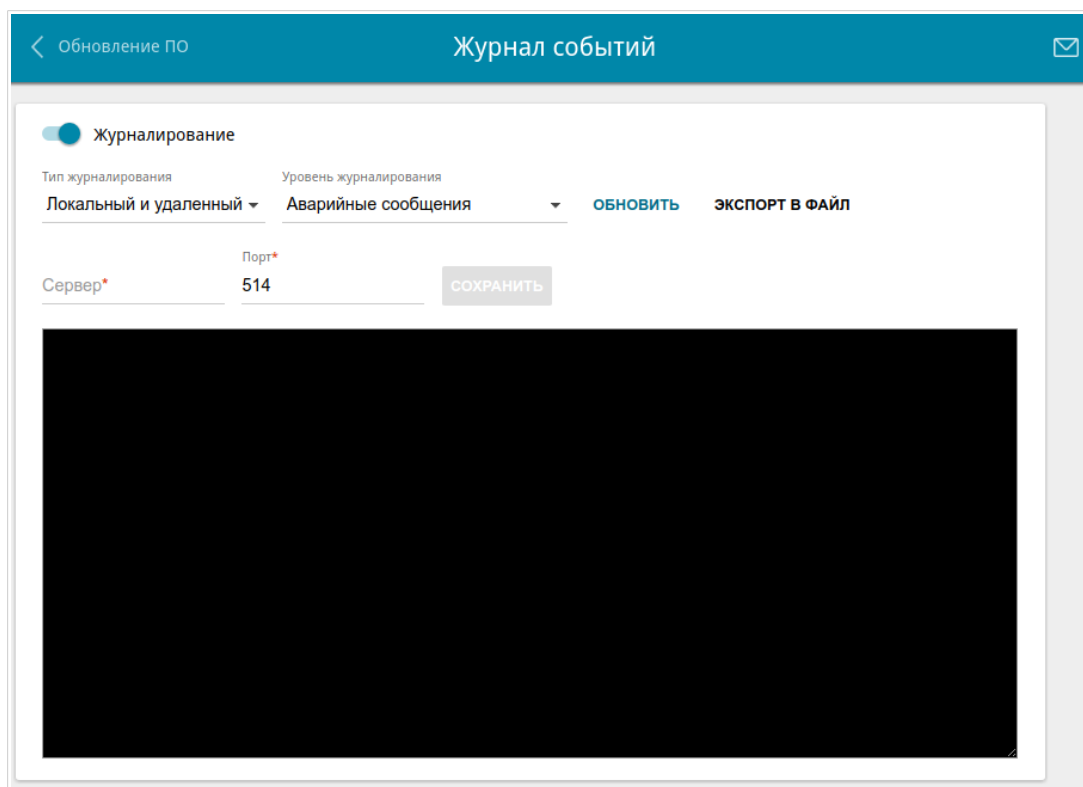 Обновление ПО
Журнал событий
Журналирование
Тип журналирования
Уровень журналирования
Локальный и удаленный
Аварийные сообщения
ОБНОВИТЬ
ЭКСПОРТ В ФАЙЛ
Сервер*
Порт*
514
СОХРАНИТЬ